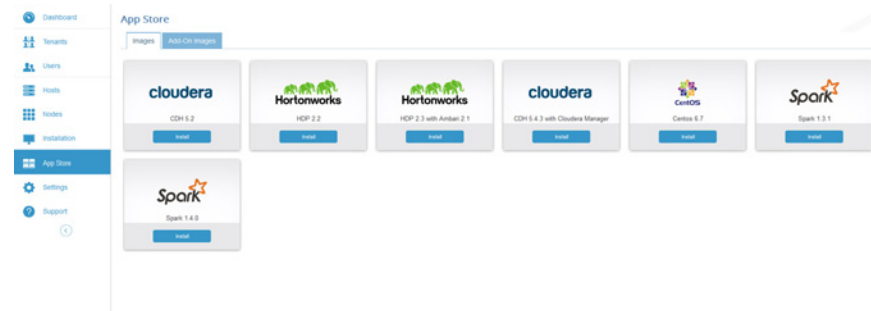 Dashboard
Tenants
Users
Hosts
Nodes
Installation
App Store
Settings
Support
App Store
Images Add-On Images
cloudera
CDH 5.2
Install
Hortonworks
HDP 2.2
Install
Hortonworks
HDP 2.3 with Ambari 2.1
Install
cloudera
CDH 5.4.3 with Cloudera Manager
Install
CentOS
Centos 6.7
Install
Spark
Spark 1.3.1
Install
Spark
Spark 1.4.0
Install